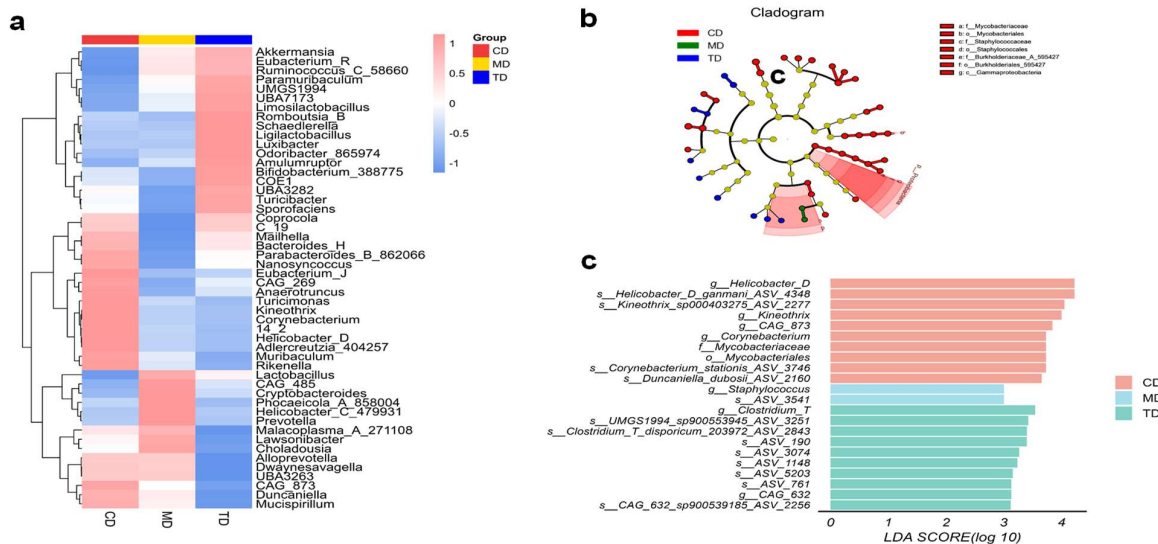 a
Group
CD
MD
TD
1
0.5
0
-0.5
-1
Akkermansia
Eubacterium_R
Ruminococcus_C_58660
Paramuribaculum
UMGS1994
UBA7173
Limosilactobacillus
Romboutsia_B
Schaedlerella
Ligilactobacillus
Luxibacter
Odoribacter_865974
Amulumruptor
Bifidobacterium_388775
COE1
UBA3282
Turicibacter
Sporofaciens
Coprocola
C_19
Mailhella
Bacteroides_H
Parabacteroides_B_862066
Nanosyncoccus
Eubacterium_J
CAG_269
Anaerotruncus
Turicimonas
Kineothrix
Corynebacterium
14_2
Helicobacter_D
Adlercreutzia_404257
Muribaculum
Rikenella
Lactobacillus
CAG_485
Cryptobacteroides
Phocaeicola_A_858004
Helicobacter_C_479931
Prevotella
Malacoplasma_A_271108
Lawsonibacter
Choladousia
Alloprevotella
Dwaynesavagella
UBA3263
CAG_873
Duncaniella
Mucispirillum
CD
MD
TD
b
Cladogram
CD
MD
TD
a: f__Mycobacteriaceae
b: o__Mycobacteriales
c: f__Staphylococcaceae
d: o__Staphylococcales
e: f__Burkholderiaceae_A_595427
f: o__Burkholderiales_595427
g: c__Gammaproteobacteria
C
p__Proteobacteria
c
g__Helicobacter_D
s__Helicobacter_D_ganmani_ASV_4348
s__Kineothrix_sp000403275_ASV_2277
g__Kineothrix
g__CAG_873
g__Corynebacterium
f__Mycobacteriaceae
o__Mycobacteriales
s__Corynebacterium_stationis_ASV_3746
s__Duncaniella_dubosii_ASV_2160
g__Staphylococcus
s__ASV_3541
g__Clostridium_T
s__UMGS1994_sp900553945_ASV_3251
s__Clostridium_T_disporicum_203972_ASV_2843
s__ASV_190
s__ASV_3074
s__ASV_1148
s__ASV_5203
s__ASV_761
g__CAG_632
s__CAG_632_sp900539185_ASV_2256
0
1
2
3
4
LDA SCORE(log 10)
CD
MD
TD